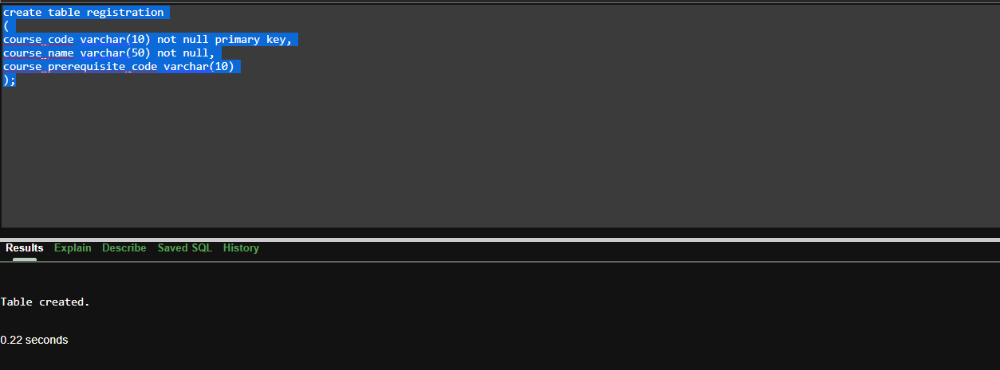 create table registration
(
course_code varchar(10) not null primary key,
course_name varchar(50) not null,
course_prerequisite_code varchar(10)
);
Results Explain Describe Saved SQL History
Table created.
0.22 seconds